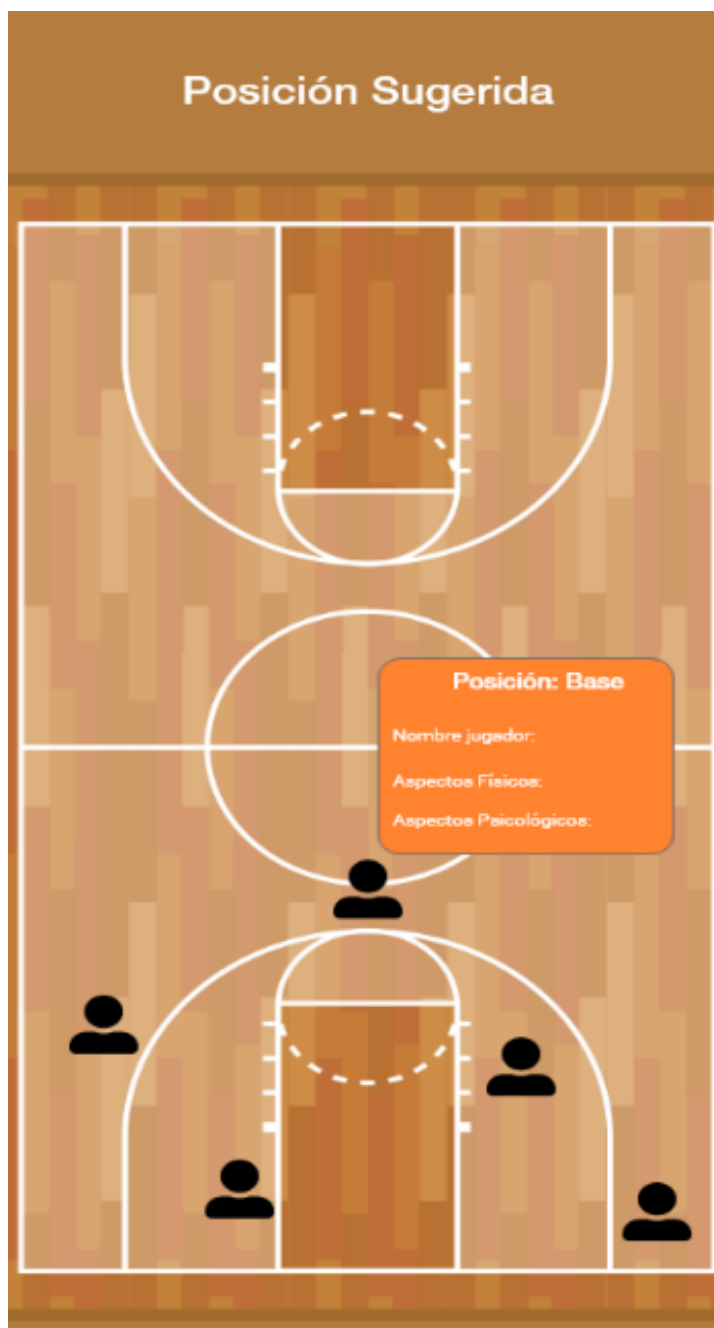 Posición Sugerida
Posición: Base
Nombre jugador:
Aspectos Físicos:
Aspectos Psicológicos: